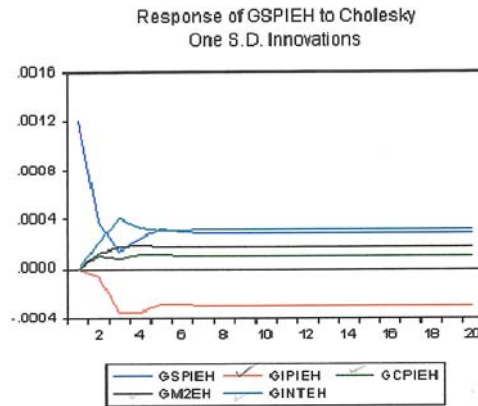 Response of GSPIEH to Cholesky
One S.D. Innovations
.0016
.0012
.0008
.0004
.0000
-.0004
2 4 6 8 10 12 14 16 18 20
GSPIEH GIPIEH GCPIEH
GM2EH GINTEH